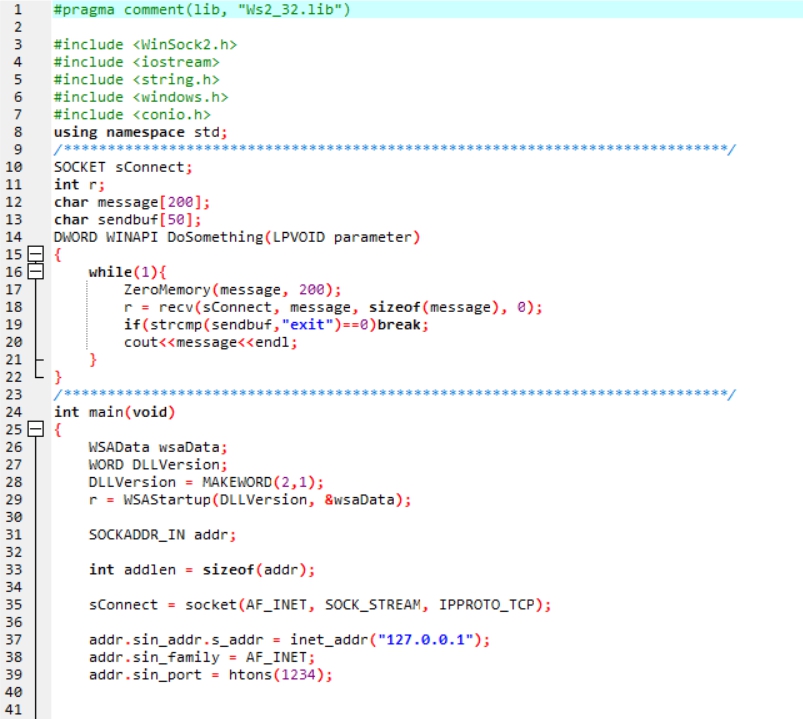 1 #pragma comment(lib, "Ws2_32.lib")
2
3 #include <WinSock2.h>
4 #include <iostream>
5 #include <string.h>
6 #include <windows.h>
7 #include <conio.h>
8 using namespace std;
9 /****************************************************************************/
10 SOCKET sConnect;
11 int r;
12 char message[200];
13 char sendbuf[50];
14 DWORD WINAPI DoSomething(LPVOID parameter)
15 {
16     while(1){
17         ZeroMemory(message, 200);
18         r = recv(sConnect, message, sizeof(message), 0);
19         if(strcmp(sendbuf,"exit")==0)break;
20         cout<<message<<endl;
21     }
22 }
23 /****************************************************************************/
24 int main(void)
25 {
26     WSAData wsaData;
27     WORD DLLVersion;
28     DLLVersion = MAKEWORD(2,1);
29     r = WSAStartup(DLLVersion, &wsaData);
30
31     SOCKADDR_IN addr;
32
33     int addlen = sizeof(addr);
34
35     sConnect = socket(AF_INET, SOCK_STREAM, IPPROTO_TCP);
36
37     addr.sin_addr.s_addr = inet_addr("127.0.0.1");
38     addr.sin_family = AF_INET;
39     addr.sin_port = htons(1234);
40
41